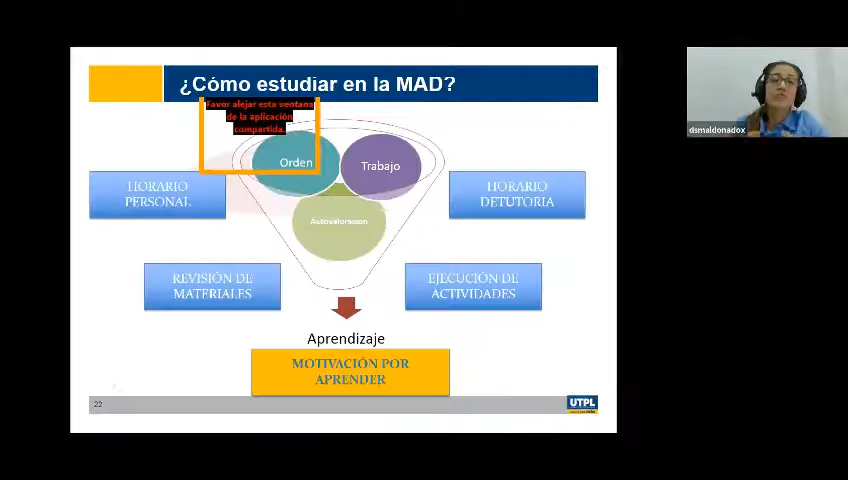 ¿Cómo estudiar en la MAD?
Favor alejar esta ventana
de la aplicación
compartida.
Orden
Trabajo
Autovaloración
HORARIO
PERSONAL
HORARIO
DETUTORIA
REVISIÓN DE
MATERIALES
EJECUCIÓN DE
ACTIVIDADES
Aprendizaje
MOTIVACIÓN POR
APRENDER
22
UTPL
dsmaldonadox